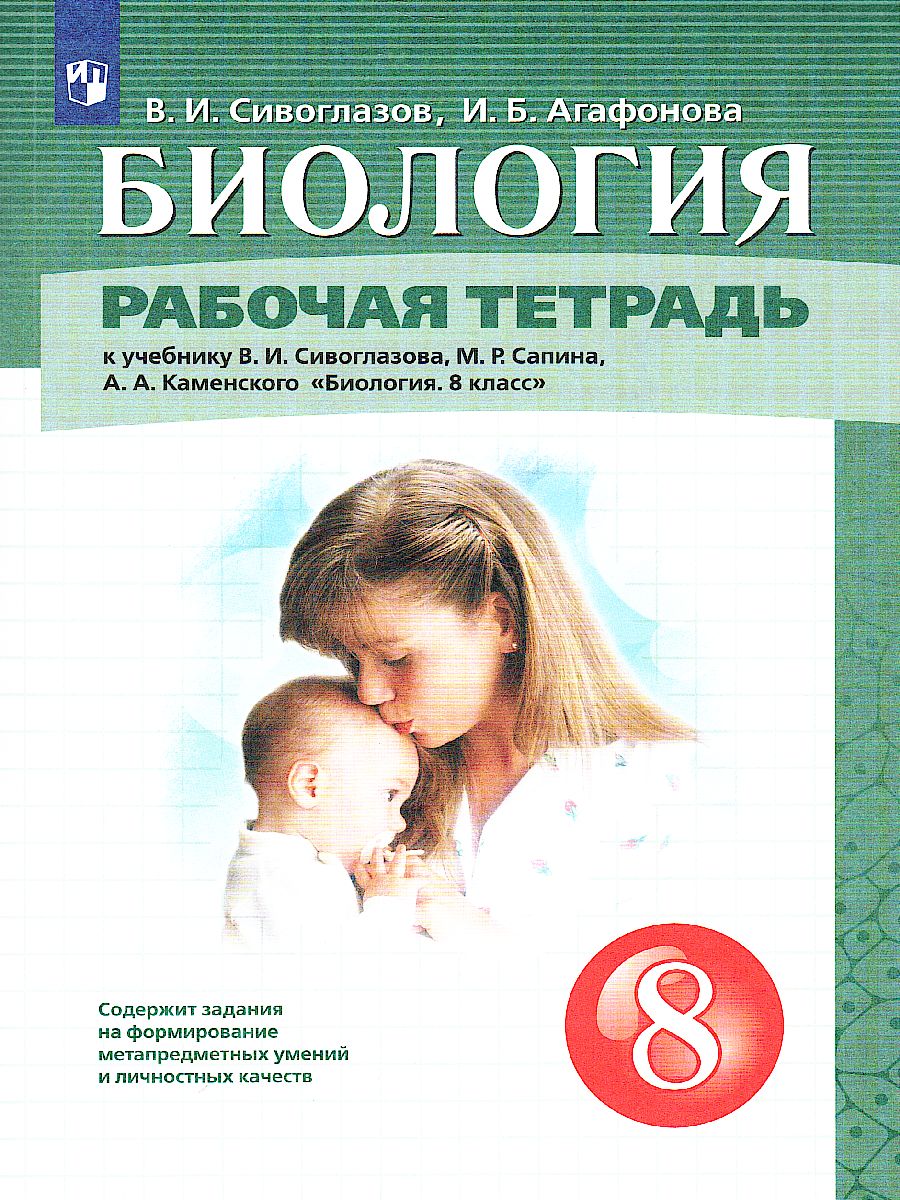 В. И. Сивоглазов, И. Б. Агафонова
БИОЛОГИЯ
РАБОЧАЯ ТЕТРАДЬ
к учебнику В. И. Сивоглазова, М. Р. Сапина,
А. А. Каменского «Биология. 8 класс»
Содержит задания
на формирование
метапредметных умений
и личностных качеств
8